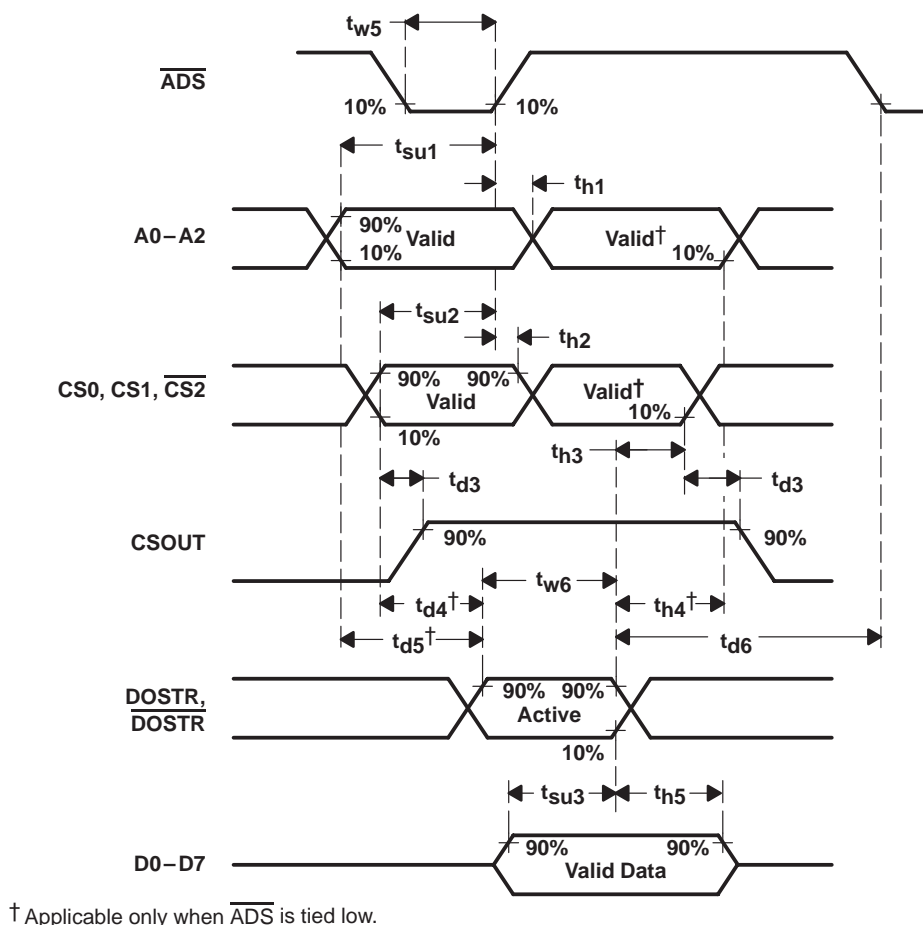 tw5
ADS
10% 10%
tsu1
th1
A0–A2
90%
Valid Valid†
10% 10%
tsu2
th2
CS0, CS1, CS2
90% 90%
Valid Valid†
10%
10%
th3
td3 td3
CSOUT
90% 90%
tw6
td4† th4†
td5† td6
DOSTR,
DOSTR
90% 90%
Active
10%
tsu3 th5
D0–D7
90% 90%
Valid Data
† Applicable only when ADS is tied low.